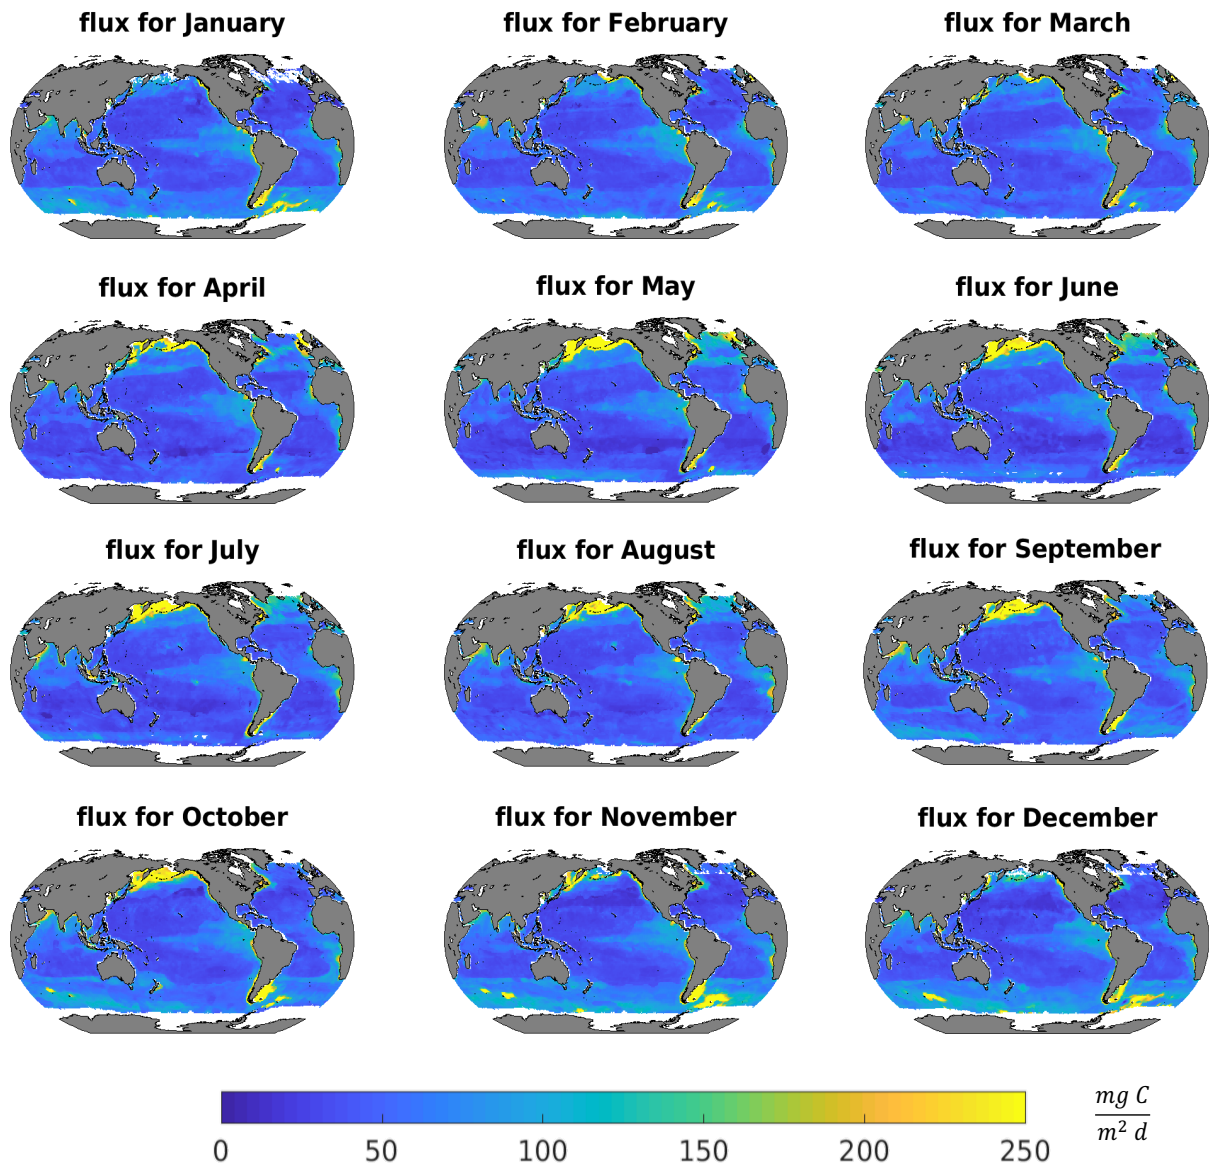 flux for January
flux for February
flux for March
flux for April
flux for May
flux for June
flux for July
flux for August
flux for September
flux for October
flux for November
flux for December
0 50 100 150 200 250
mg C
m² d